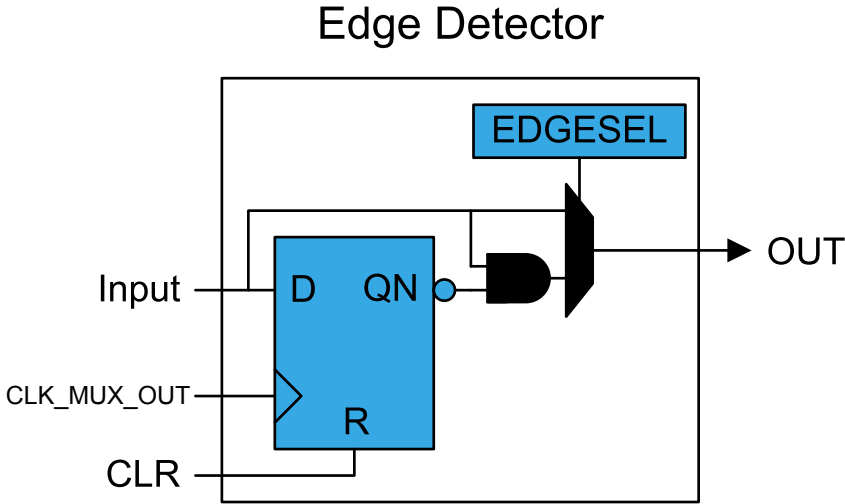 Edge Detector
EDGESEL
OUT
Input
D
QN
CLK_MUX_OUT
R
CLR